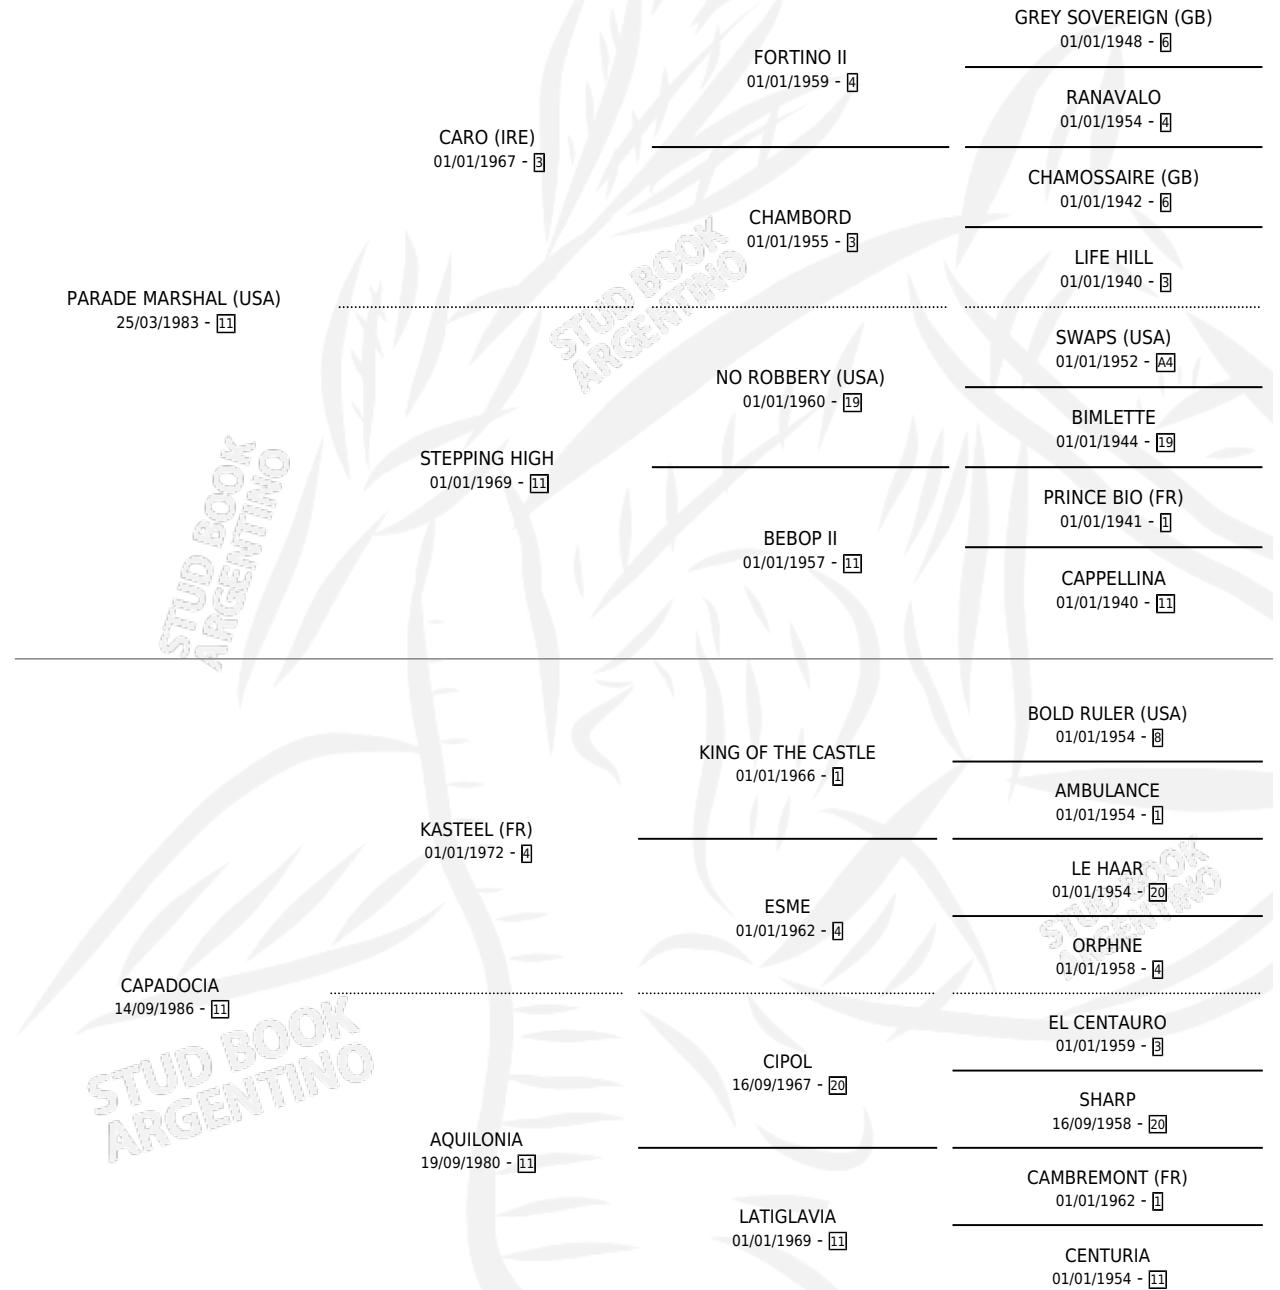 GREY SOVEREIGN (GB)
01/01/1948 - 6
FORTINO II
01/01/1959 - 4
RANAVALO
01/01/1954 - 4
CARO (IRE)
01/01/1967 - 3
CHAMOSSAIRE (GB)
01/01/1942 - 6
CHAMBORD
01/01/1955 - 3
LIFE HILL
01/01/1940 - 3
PARADE MARSHAL (USA)
25/03/1983 - 11
STUD BOOK
ARGENTINO
SWAPS (USA)
01/01/1952 - A4
NO ROBBERY (USA)
01/01/1960 - 19
BIMLETTE
01/01/1944 - 19
STEPPING HIGH
01/01/1969 - 11
PRINCE BIO (FR)
01/01/1941 - 1
BEBOP II
01/01/1957 - 11
CAPPELLINA
01/01/1940 - 11
STUD BOOK
ARGENTINO
BOLD RULER (USA)
01/01/1954 - 8
KING OF THE CASTLE
01/01/1966 - 1
AMBULANCE
01/01/1954 - 1
KASTEEL (FR)
01/01/1972 - 4
LE HAAR
01/01/1954 - 20
ESME
01/01/1962 - 4
ORPHNE
01/01/1958 - 4
STUD BOOK
ARGENTINO
CAPADOCIA
14/09/1986 - 11
EL CENTAURO
01/01/1959 - 3
CIPOL
16/09/1967 - 20
SHARP
16/09/1958 - 20
STUD BOOK
ARGENTINO
AQUILONIA
19/09/1980 - 11
CAMBREMONT (FR)
01/01/1962 - 1
LATIGLAVIA
01/01/1969 - 11
CENTURIA
01/01/1954 - 11